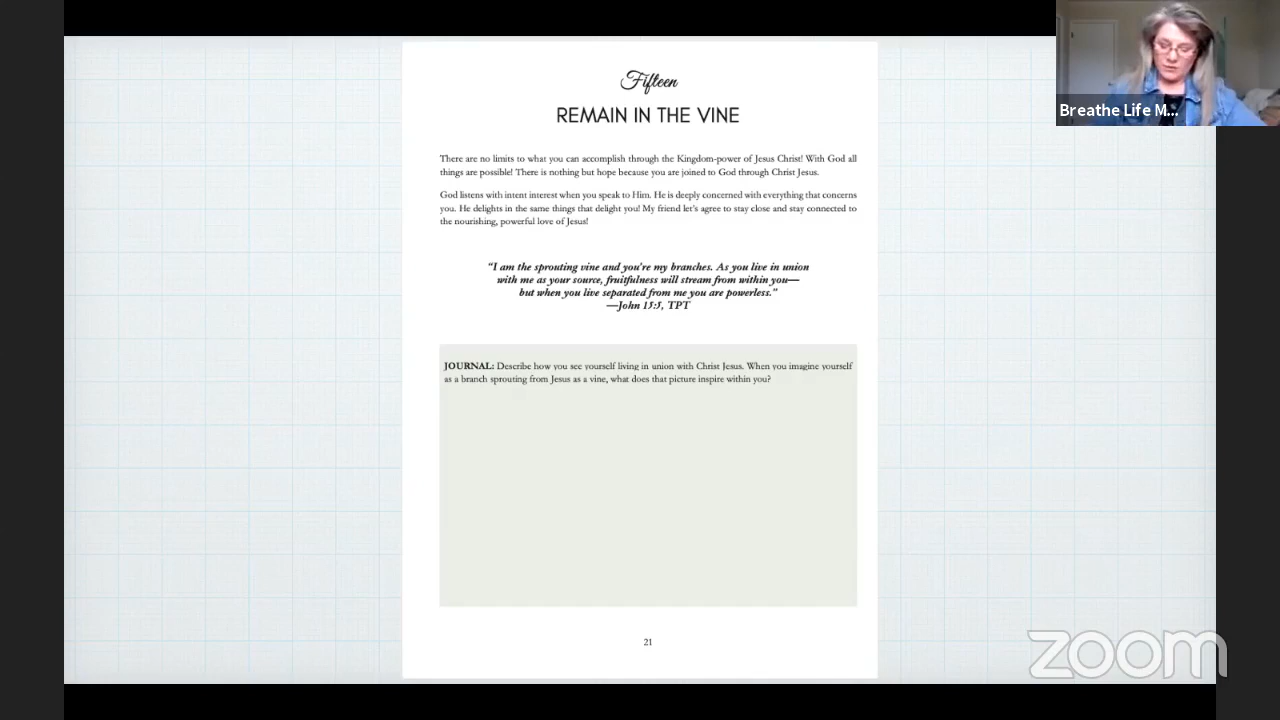 Fifteen
REMAIN IN THE VINE
There are no limits to what you can accomplish through the Kingdom-power of Jesus Christ! With God all
things are possible! There is nothing but hope because you are joined to God through Christ Jesus.
God listens with intent interest when you speak to Him. He is deeply concerned with everything that concerns
you. He delights in the same things that delight you! My friend let's agree to stay close and stay connected to
the nourishing, powerful love of Jesus!
“I am the sprouting vine and you’re my branches. As you live in union
with me as your source, fruitfulness will stream from within you—
but when you live separated from me you are powerless.”
—John 15:5, TPT
JOURNAL: Describe how you see yourself living in union with Christ Jesus. When you imagine yourself
as a branch sprouting from Jesus as a vine, what does that picture inspire within you?
21
Breathe Life M...
zoom